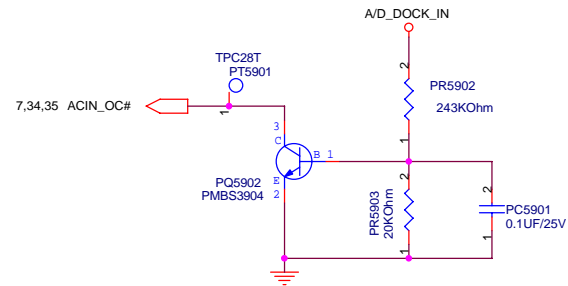 A/D_DOCK_IN
TPC28T
PT5901
2
PR5902
243KOhm
7,34,35 ACIN_OC#
1
3
C
1
B 1
E
2
PQ5902
PMBS3904
2
PR5903
20KOhm
1
2
PC5901
1
0.1UF/25V